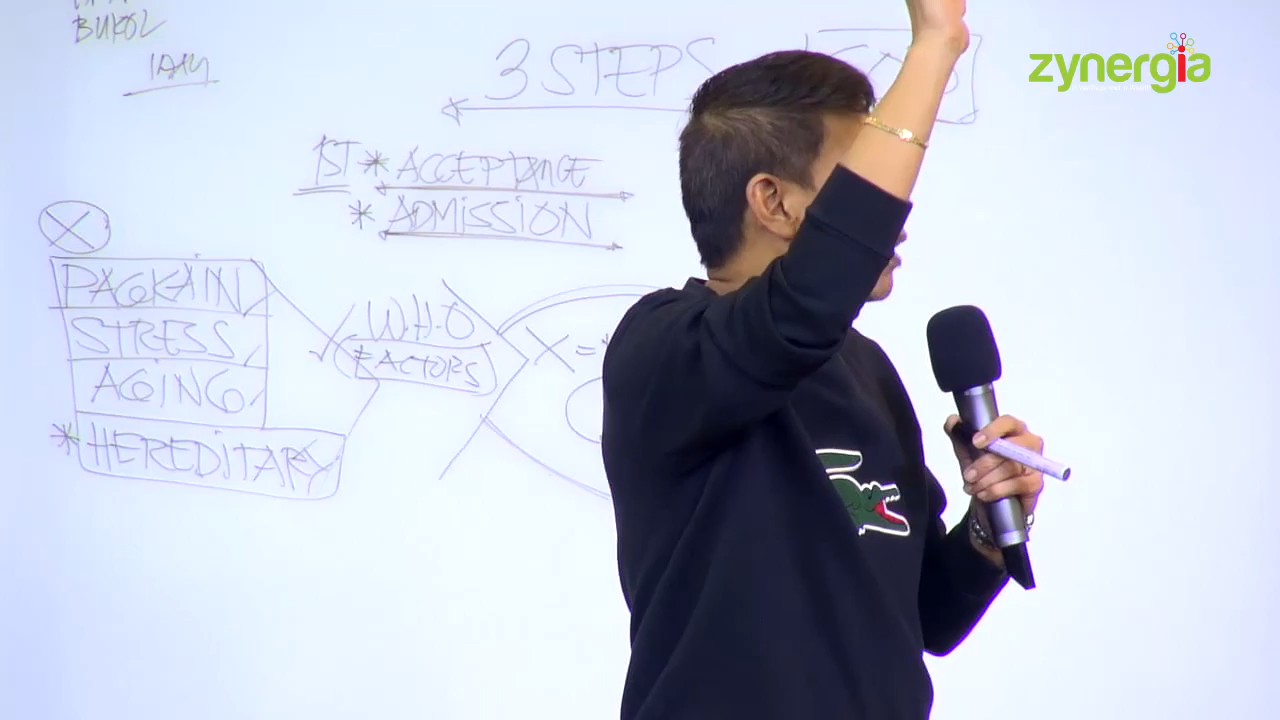 BUKOL
3 STEPS
zynergia
1ST * ACCEPTANCE
* ADMISSION
X
PAGKAIN
STRESS
AGING
* HEREDITARY
W.H.O
FACTORS
X =